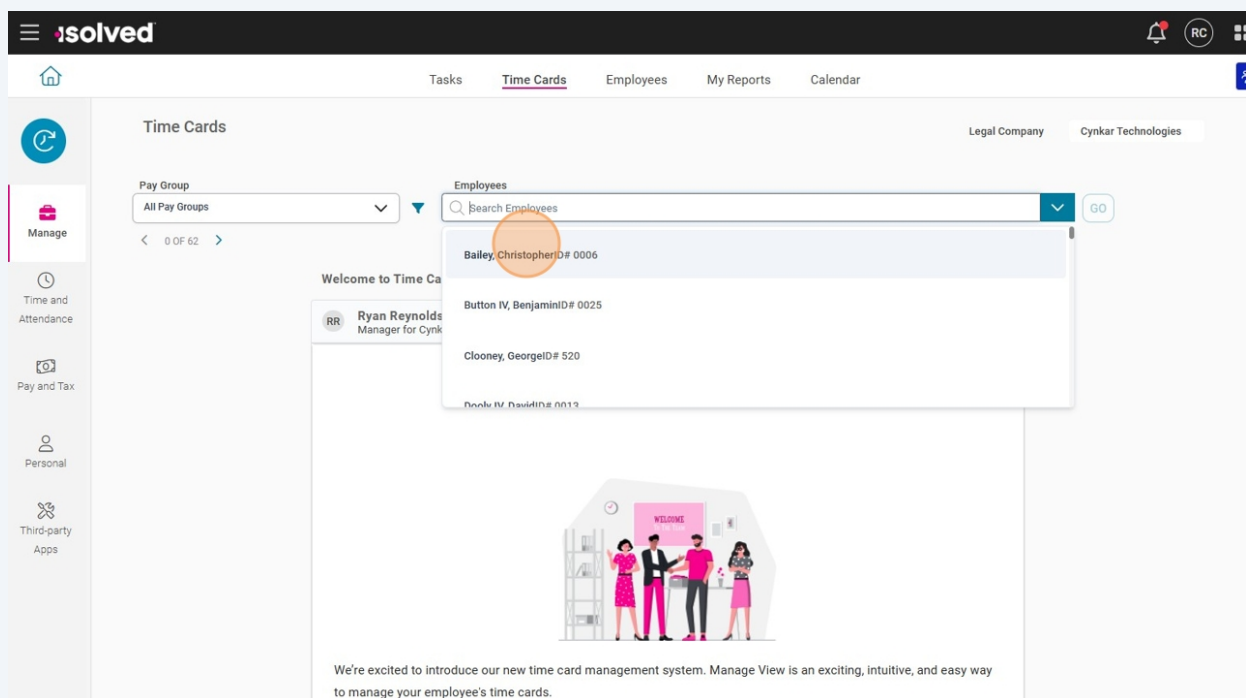 isolved
RC
Tasks Time Cards Employees My Reports Calendar
Time Cards
Legal Company Cynkar Technologies
Pay Group
All Pay Groups
Employees
Search Employees
GO
0 OF 62
Manage
Time and
Attendance
Pay and Tax
Personal
Third-party
Apps
Bailey, ChristopherID# 0006
Button IV, BenjaminID# 0025
Clooney, GeorgeID# 520
Dooly IV, DavidID# 0013
Welcome to Time Ca
RR
Ryan Reynolds
Manager for Cynk
WELCOME
We're excited to introduce our new time card management system. Manage View is an exciting, intuitive, and easy way
to manage your employee's time cards.